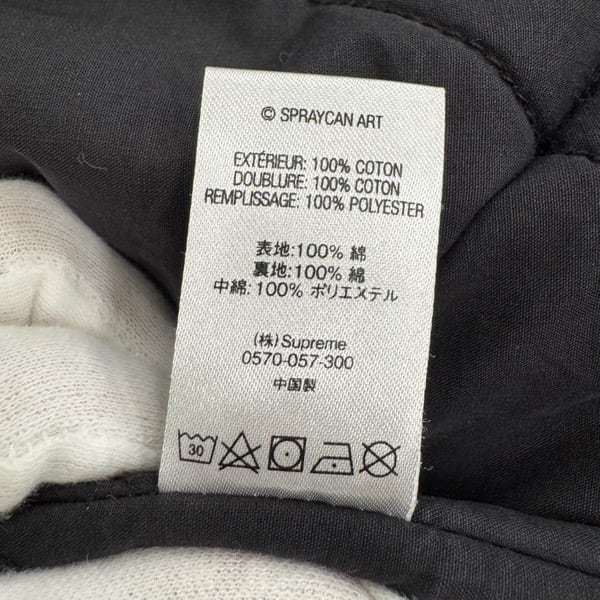 © SPRAYCAN ART
EXTÉRIEUR: 100% COTON
DOUBLURE: 100% COTON
REMPLISSAGE: 100% POLYESTER
表地:100% 綿
裏地:100% 綿
中綿:100% ポリエステル
(株)Supreme
0570-057-300
中国製
30